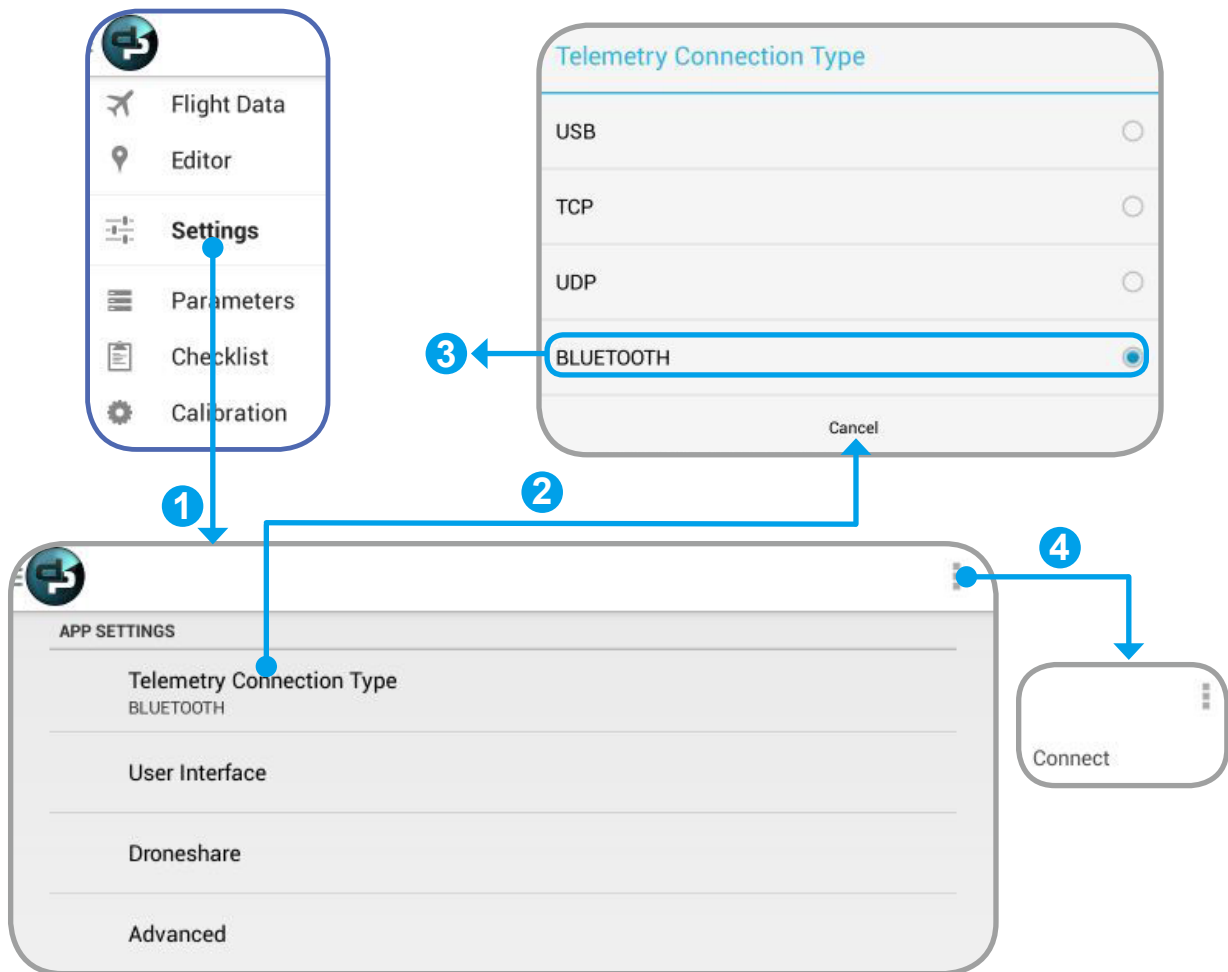 Flight Data
Editor
Settings
Parameters
Checklist
Calibration
Telemetry Connection Type
USB
TCP
UDP
BLUETOOTH
Cancel
3
1
2
4
APP SETTINGS
Telemetry Connection Type
BLUETOOTH
User Interface
Droneshare
Advanced
Connect